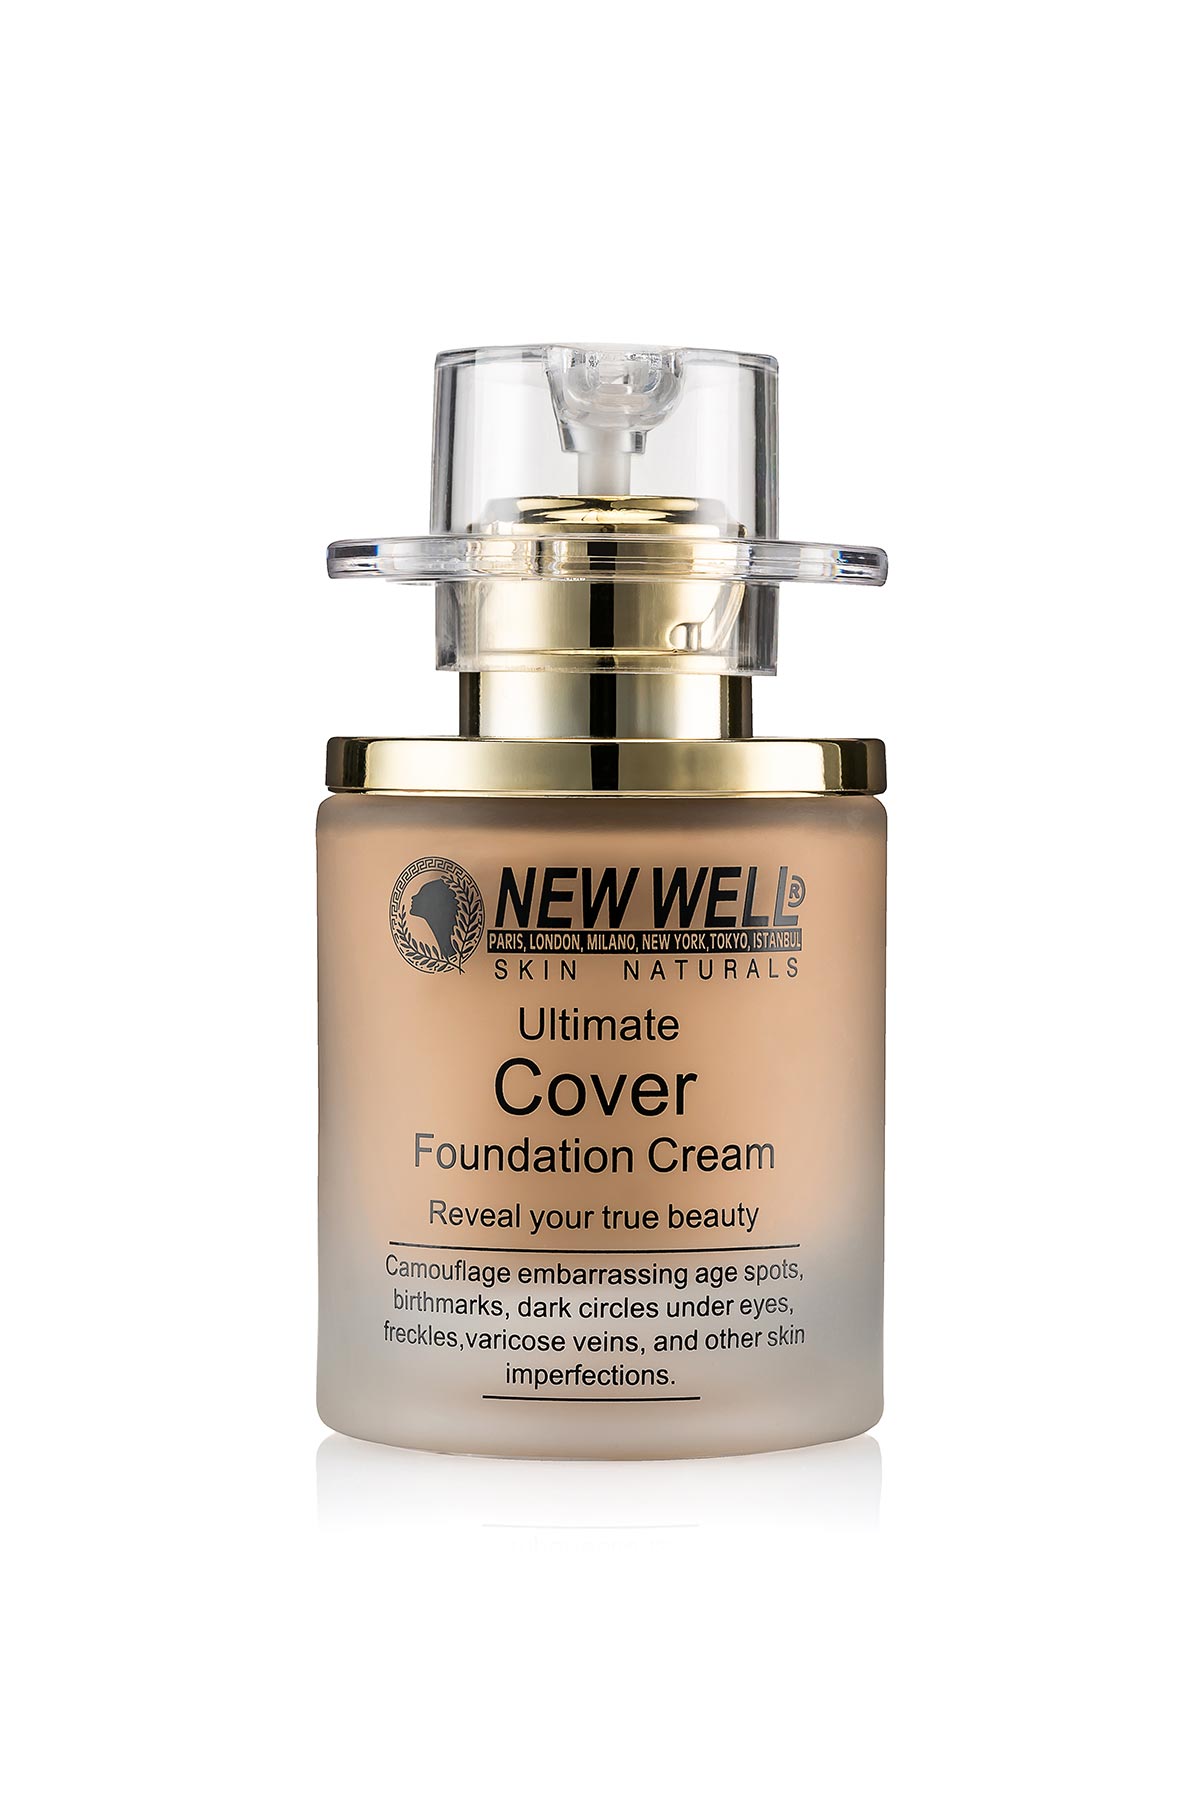 NEW WELL®
PARIS, LONDON, MILANO, NEW YORK, TOKYO, ISTANBUL
SKIN NATURALS
Ultimate
Cover
Foundation Cream
Reveal your true beauty
Camouflage embarrassing age spots,
birthmarks, dark circles under eyes,
freckles,varicose veins, and other skin
imperfections.